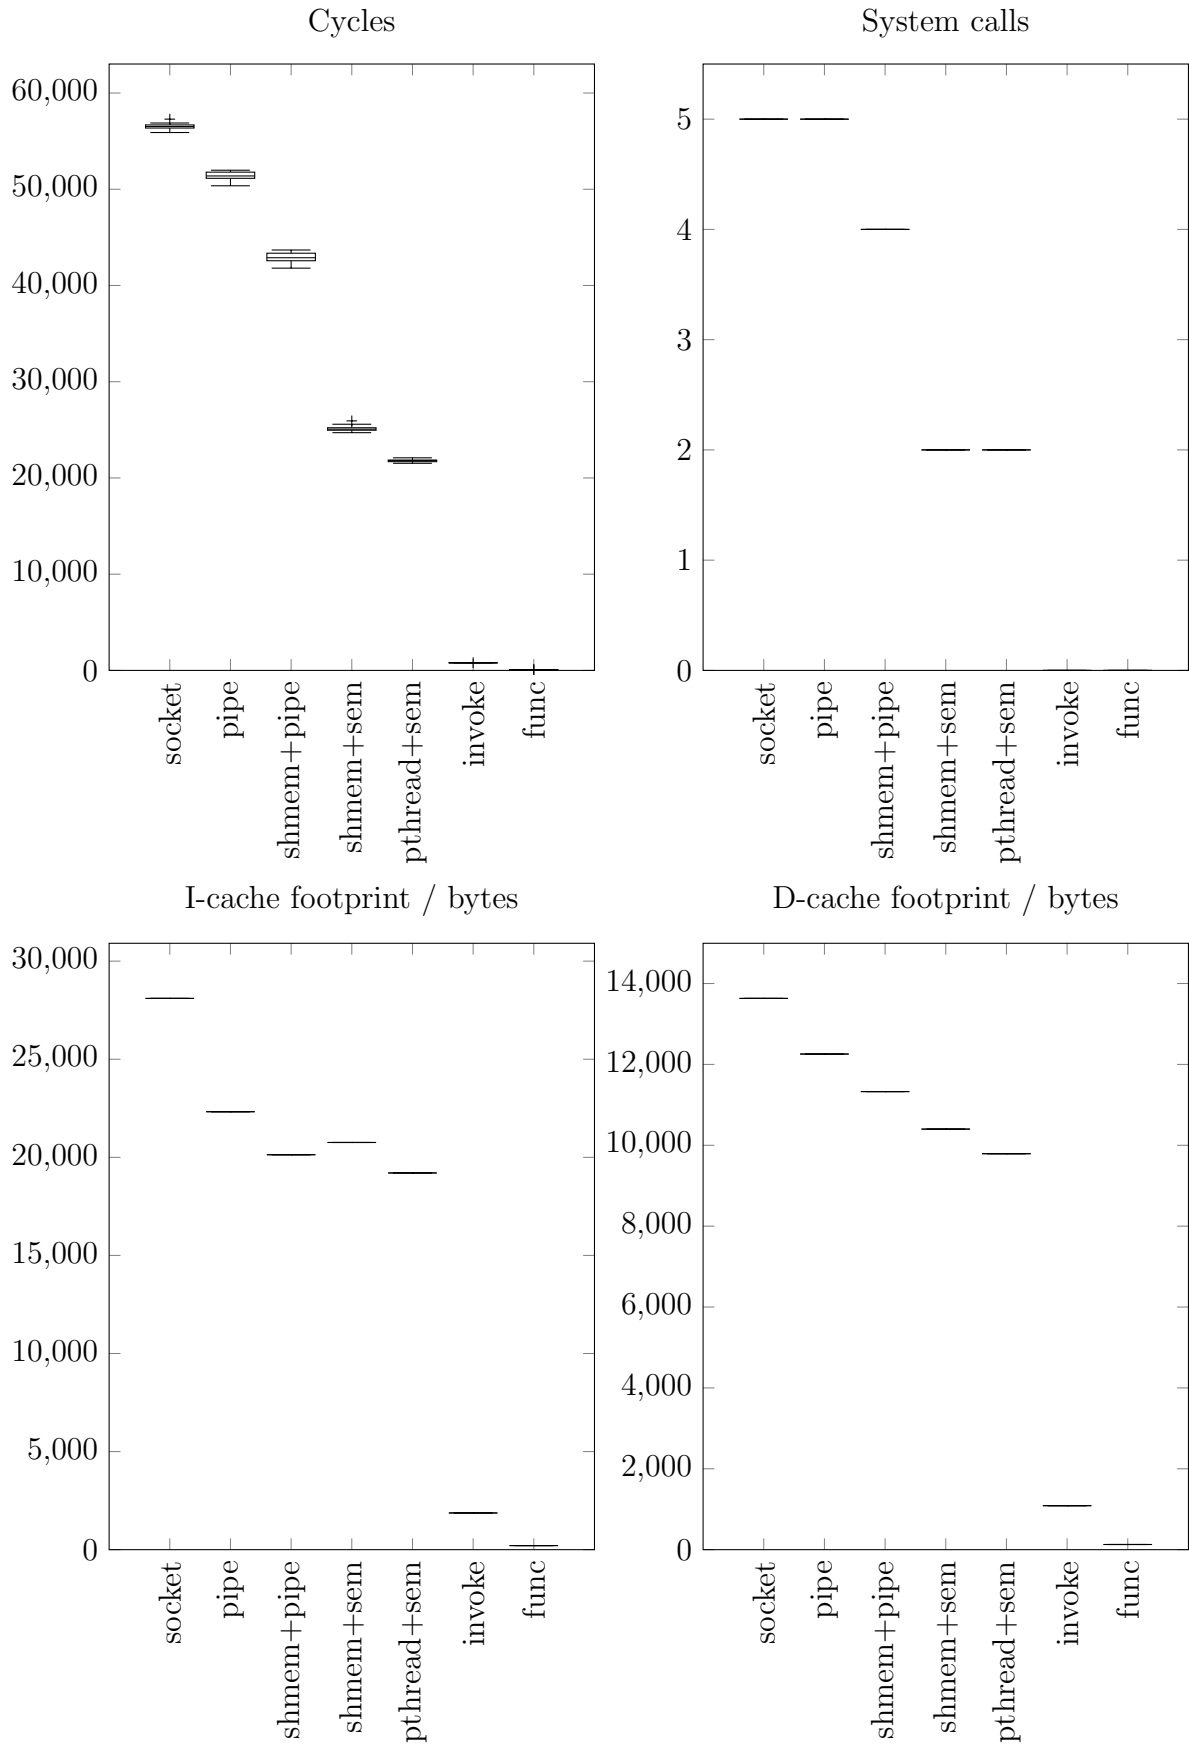 Cycles
60,000
50,000
40,000
30,000
20,000
10,000
0
socket
pipe
shmem+pipe
shmem+sem
pthread+sem
invoke
func
System calls
5
4
3
2
1
0
socket
pipe
shmem+pipe
shmem+sem
pthread+sem
invoke
func
I-cache footprint / bytes
30,000
25,000
20,000
15,000
10,000
5,000
0
socket
pipe
shmem+pipe
shmem+sem
pthread+sem
invoke
func
D-cache footprint / bytes
14,000
12,000
10,000
8,000
6,000
4,000
2,000
0
socket
pipe
shmem+pipe
shmem+sem
pthread+sem
invoke
func